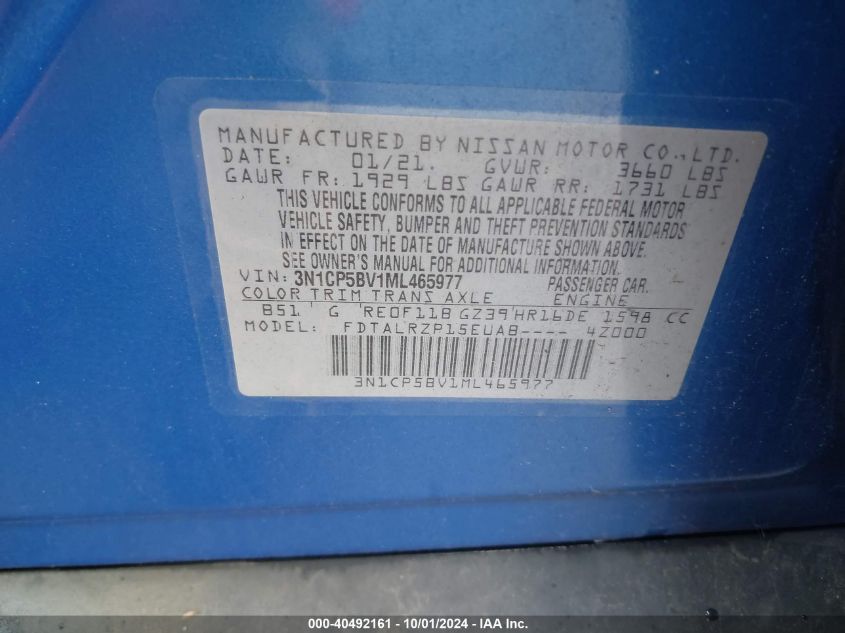 MANUFACTURED BY NISSAN MOTOR CO., LTD.
DATE: 01/21. GVWR: 3660 LBS
GAWR FR: 1929 LBS GAWR RR: 1731 LBS
THIS VEHICLE CONFORMS TO ALL APPLICABLE FEDERAL MOTOR
VEHICLE SAFETY, BUMPER AND THEFT PREVENTION STANDARDS
IN EFFECT ON THE DATE OF MANUFACTURE SHOWN ABOVE.
SEE OWNER'S MANUAL FOR ADDITIONAL INFORMATION.
VIN: 3N1CP5BV1ML465977 PASSENGER CAR.
COLOR TRIM TRANS AXLE ENGINE
B51 G RE0F11B GZ39 HR16DE 1598 CC
MODEL: FDTALRZP15EUAB---- 4Z000
3N1CP5BV1ML465977
000-40492161 - 10/01/2024 - IAA Inc.